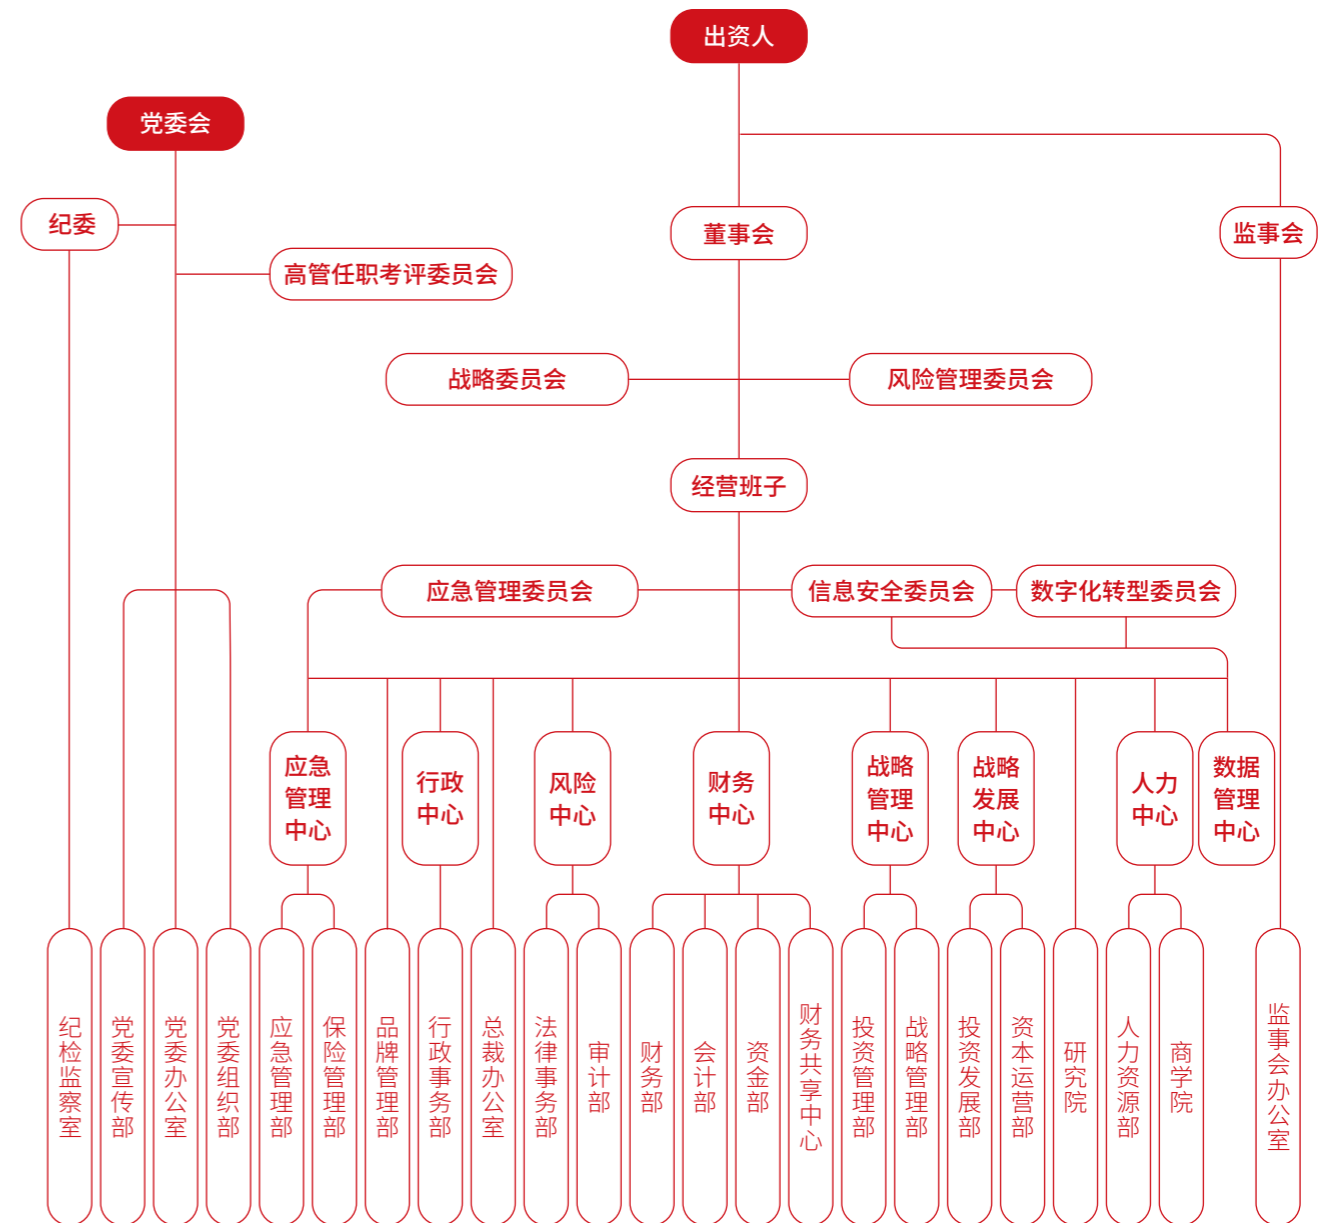 出资人
党委会
纪委
董事会
监事会
高管任职考评委员会
战略委员会
风险管理委员会
经营班子
应急管理委员会
信息安全委员会
数字化转型委员会
应急
管理
中心
行政
中心
风险
中心
财务
中心
战略
管理
中心
战略
发展
中心
人力
中心
数据
管理
中心
纪检监察室
党委宣传部
党委办公室
党委组织部
应急管理部
保险管理部
品牌管理部
行政事务部
总裁办公室
法律事务部
审计部
财务部
会计部
资金部
财务共享中心
投资管理部
战略管理部
投资发展部
资本运营部
研究院
人力资源部
商学院
监事会办公室